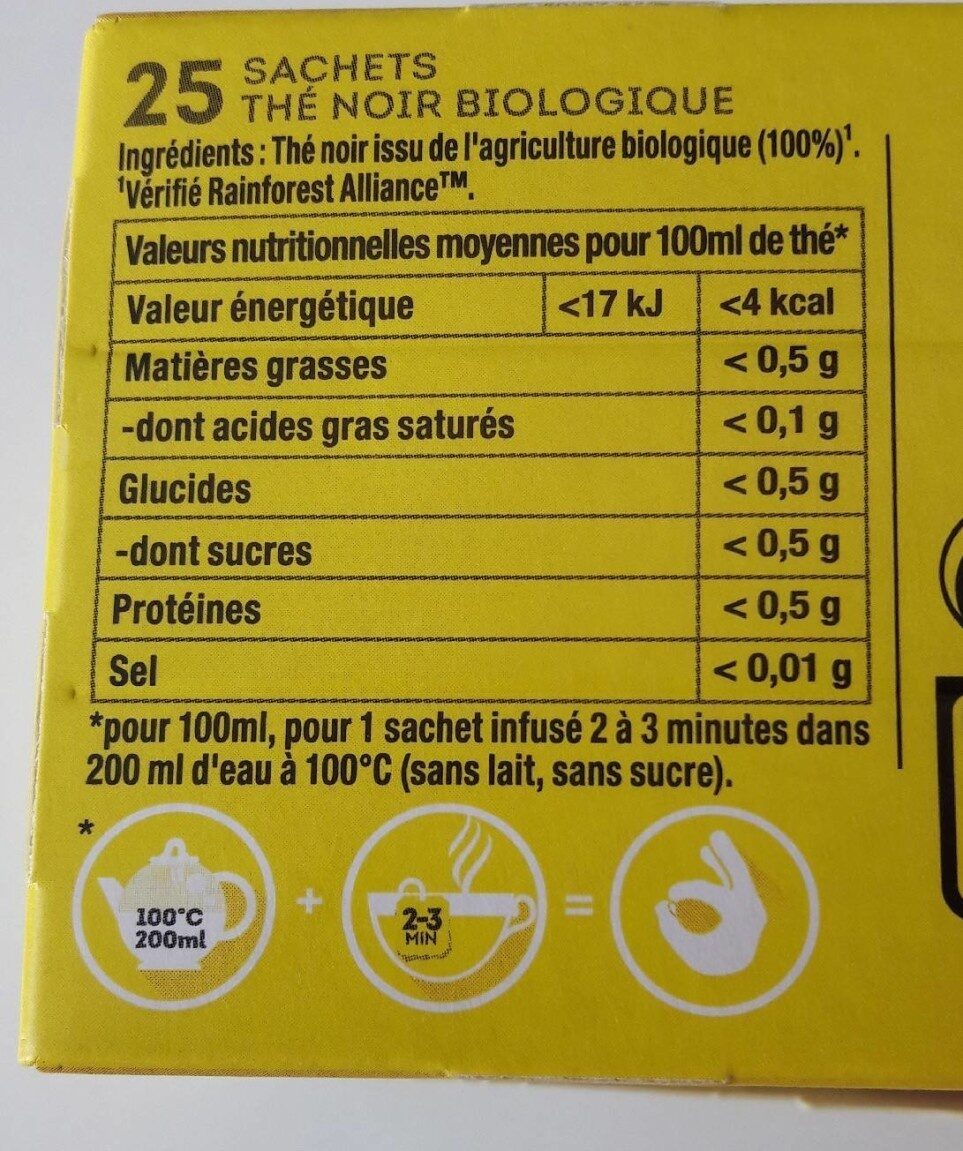 25 SACHETS
THÉ NOIR BIOLOGIQUE
Ingrédients : Thé noir issu de l'agriculture biologique (100%)¹.
¹Vérifié Rainforest Alliance™.
Valeurs nutritionnelles moyennes pour 100ml de thé*
Valeur énergétique <17 kJ <4 kcal
Matières grasses < 0,5 g
-dont acides gras saturés < 0,1 g
Glucides < 0,5 g
-dont sucres < 0,5 g
Protéines < 0,5 g
Sel < 0,01 g
*pour 100ml, pour 1 sachet infusé 2 à 3 minutes dans
200 ml d'eau à 100°C (sans lait, sans sucre).
*
100°C
200ml
+
2-3
MIN
=